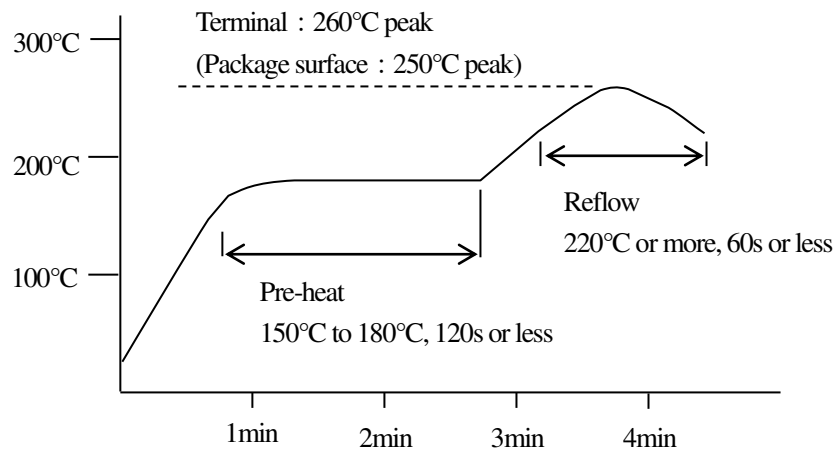 Terminal：260°C peak
(Package surface：250°C peak)
300°C
200°C
100°C
Reflow
220°C or more, 60s or less
Pre-heat
150°C to 180°C, 120s or less
1min
2min
3min
4min